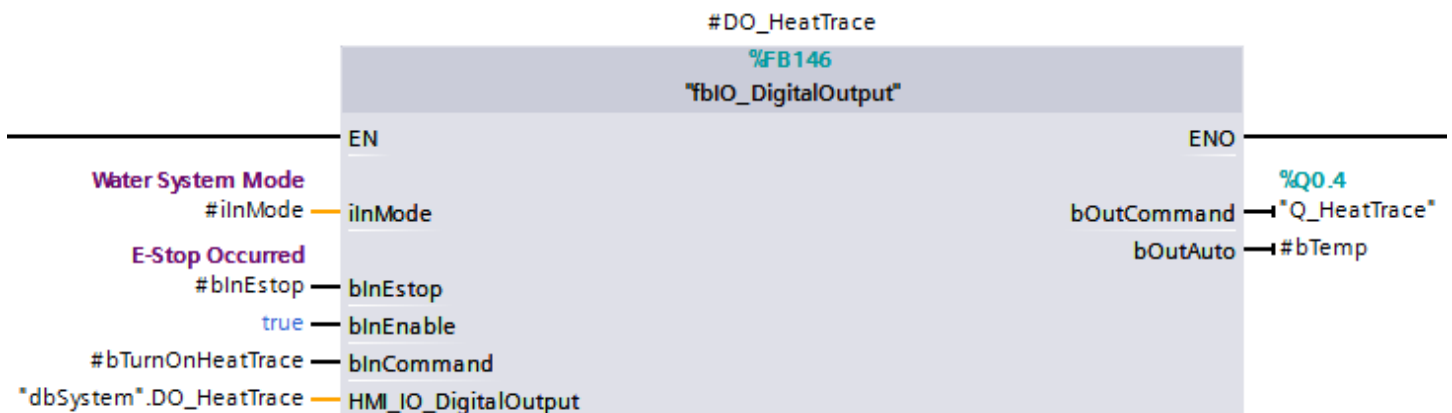 #DO_HeatTrace
%FB146
"fbIO_DigitalOutput"
EN
ENO
Water System Mode
%Q0.4
#iInMode
iInMode
bOutCommand
"Q_HeatTrace"
E-Stop Occurred
bOutAuto
#bTemp
#bInEstop
bInEstop
true
bInEnable
#bTurnOnHeatTrace
bInCommand
"dbSystem".DO_HeatTrace
HMI_IO_DigitalOutput